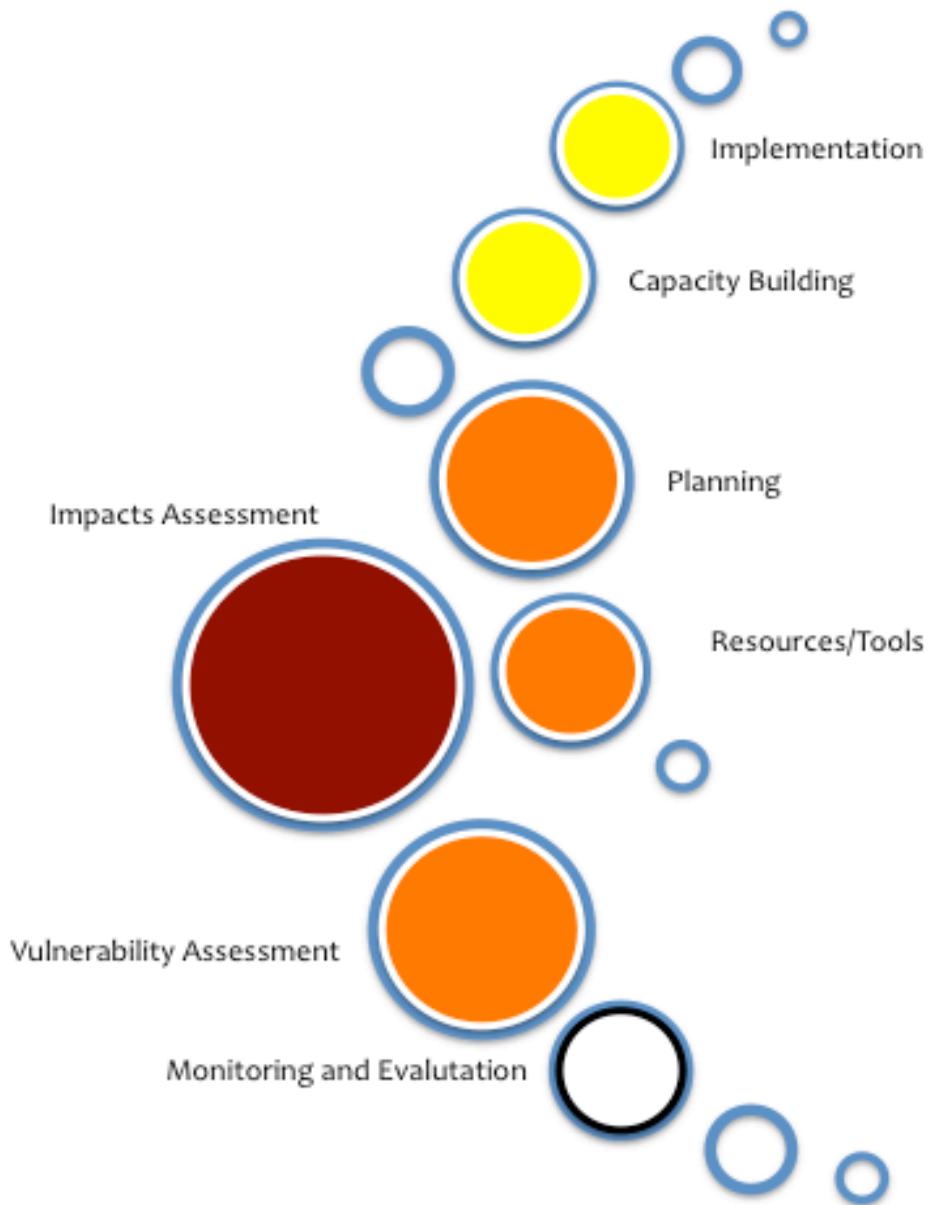 Implementation
Capacity Building
Planning
Impacts Assessment
Resources/Tools
Vulnerability Assessment
Monitoring and Evalutation